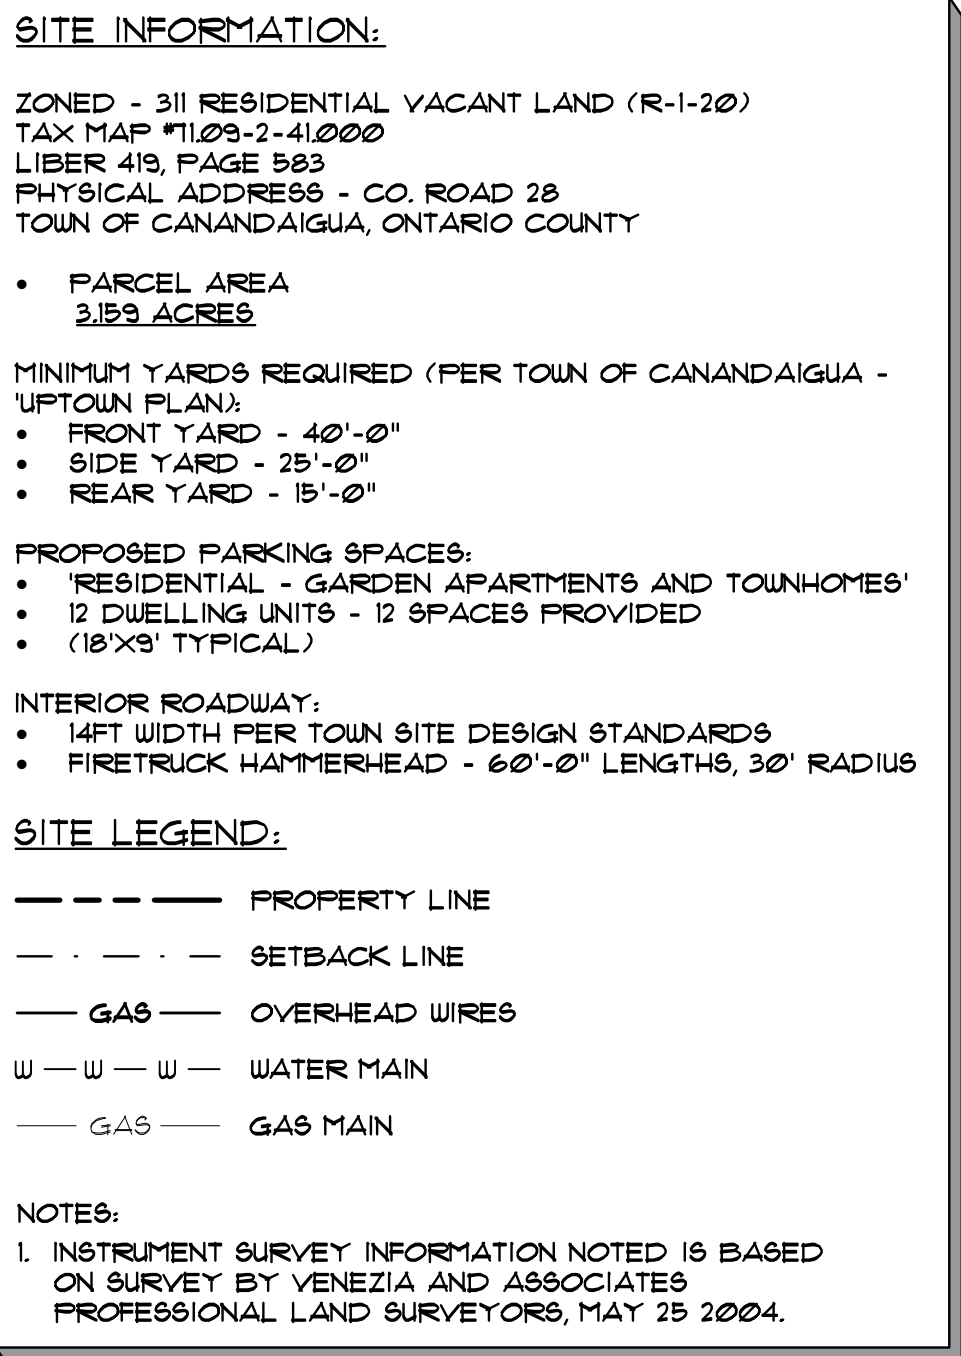 SITE INFORMATION:
ZONED - 311 RESIDENTIAL VACANT LAND (R-1-20)
TAX MAP #71.09-2-41.000
LIBER 419, PAGE 583
PHYSICAL ADDRESS - CO. ROAD 28
TOWN OF CANANDAIGUA, ONTARIO COUNTY
• PARCEL AREA
3.159 ACRES
MINIMUM YARDS REQUIRED (PER TOWN OF CANANDAIGUA -
'UPTOWN PLAN):
• FRONT YARD - 40'-0"
• SIDE YARD - 25'-0"
• REAR YARD - 15'-0"
PROPOSED PARKING SPACES:
• 'RESIDENTIAL - GARDEN APARTMENTS AND TOWNHOMES'
• 12 DWELLING UNITS - 12 SPACES PROVIDED
• (18'X9' TYPICAL)
INTERIOR ROADWAY:
• 14FT WIDTH PER TOWN SITE DESIGN STANDARDS
• FIRETRUCK HAMMERHEAD - 60'-0" LENGTHS, 30' RADIUS
SITE LEGEND:
PROPERTY LINE
SETBACK LINE
GAS OVERHEAD WIRES
W W W WATER MAIN
GAS GAS MAIN
NOTES:
1. INSTRUMENT SURVEY INFORMATION NOTED IS BASED
ON SURVEY BY VENEZIA AND ASSOCIATES
PROFESSIONAL LAND SURVEYORS, MAY 25 2004.